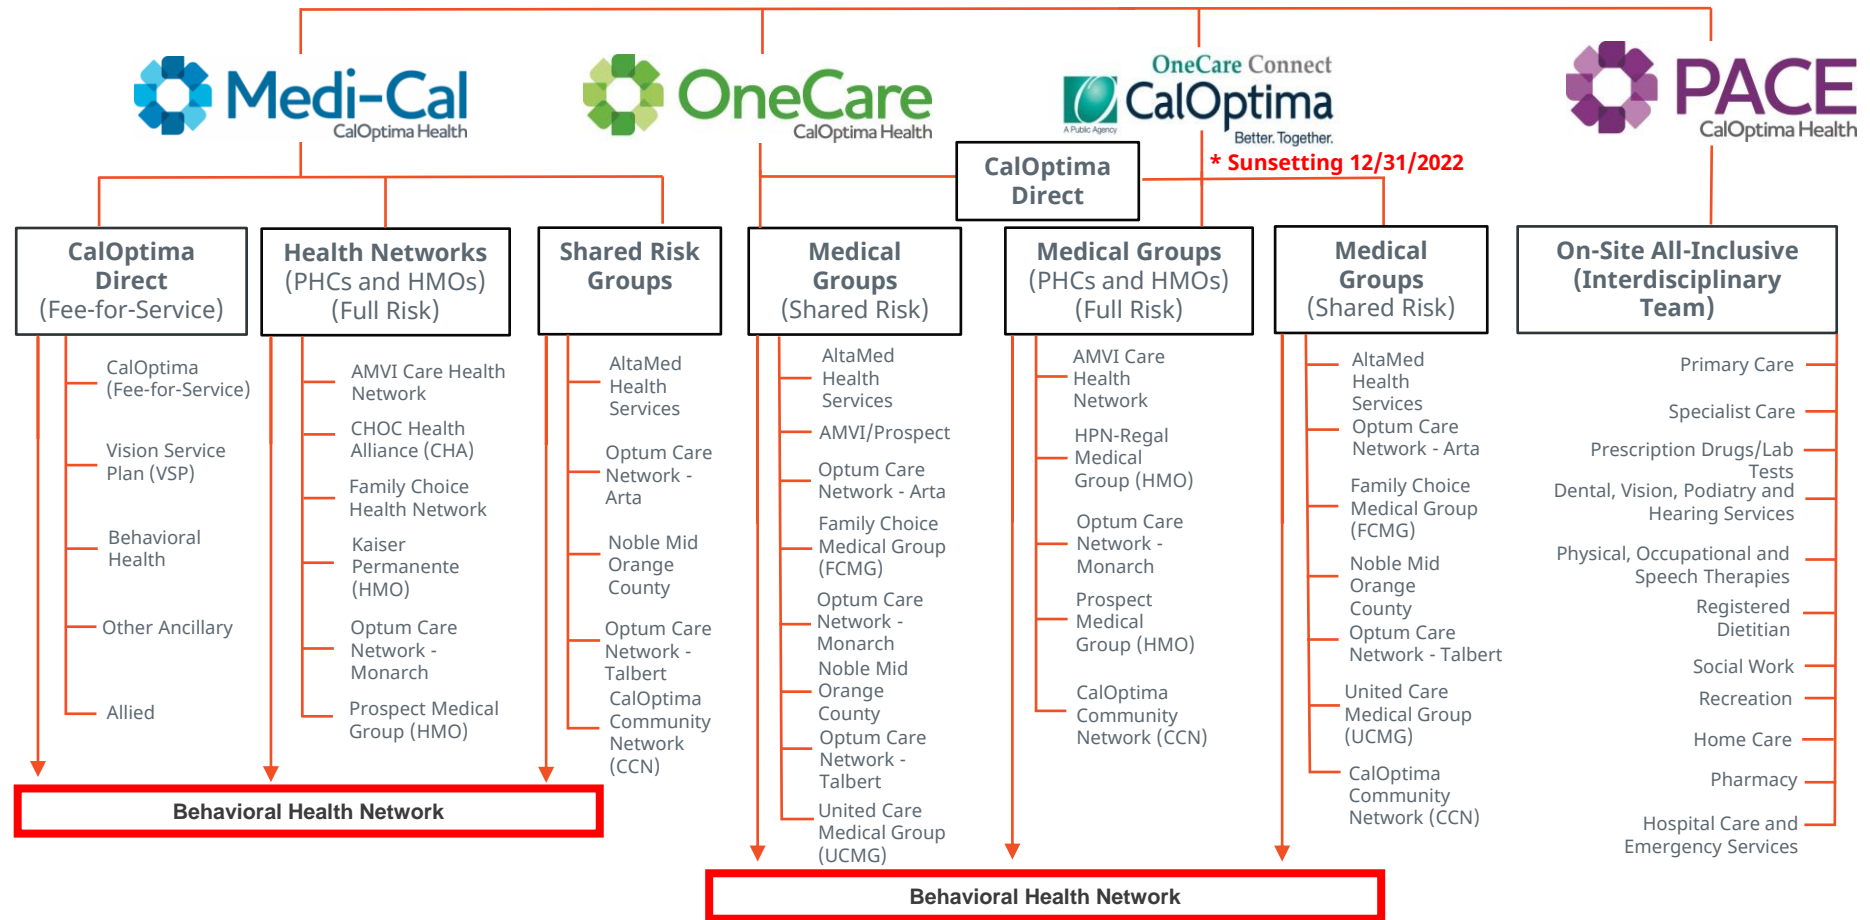 Medi-Cal
CalOptima Health
OneCare
CalOptima Health
OneCare Connect
CalOptima
A Public Agency
Better. Together.
PACE
CalOptima Health
* Sunsetting 12/31/2022
CalOptima
Direct
CalOptima
Direct
(Fee-for-Service)
CalOptima
(Fee-for-Service)
Vision Service
Plan (VSP)
Behavioral
Health
Other Ancillary
Allied
Health Networks
(PHCs and HMOs)
(Full Risk)
AMVI Care Health
Network
CHOC Health
Alliance (CHA)
Family Choice
Health Network
Kaiser
Permanente
(HMO)
Optum Care
Network -
Monarch
Prospect Medical
Group (HMO)
Shared Risk
Groups
AltaMed
Health
Services
Optum Care
Network -
Arta
Noble Mid
Orange
County
Optum Care
Network -
Talbert
CalOptima
Community
Network
(CCN)
Behavioral Health Network
Medical
Groups
(Shared Risk)
AltaMed
Health
Services
AMVI/Prospect
Optum Care
Network - Arta
Family Choice
Medical Group
(FCMG)
Optum Care
Network -
Monarch
Noble Mid
Orange
County
Optum Care
Network -
Talbert
United Care
Medical Group
(UCMG)
Medical Groups
(PHCs and HMOs)
(Full Risk)
AMVI Care
Health
Network
HPN-Regal
Medical
Group (HMO)
Optum Care
Network -
Monarch
Prospect
Medical
Group (HMO)
CalOptima
Community
Network (CCN)
Medical
Groups
(Shared Risk)
AltaMed
Health
Services
Optum Care
Network - Arta
Family Choice
Medical Group
(FCMG)
Noble Mid
Orange
County
Optum Care
Network - Talbert
United Care
Medical Group
(UCMG)
CalOptima
Community
Network (CCN)
Behavioral Health Network
On-Site All-Inclusive
(Interdisciplinary
Team)
Primary Care
Specialist Care
Prescription Drugs/Lab
Tests
Dental, Vision, Podiatry and
Hearing Services
Physical, Occupational and
Speech Therapies
Registered
Dietitian
Social Work
Recreation
Home Care
Pharmacy
Hospital Care and
Emergency Services